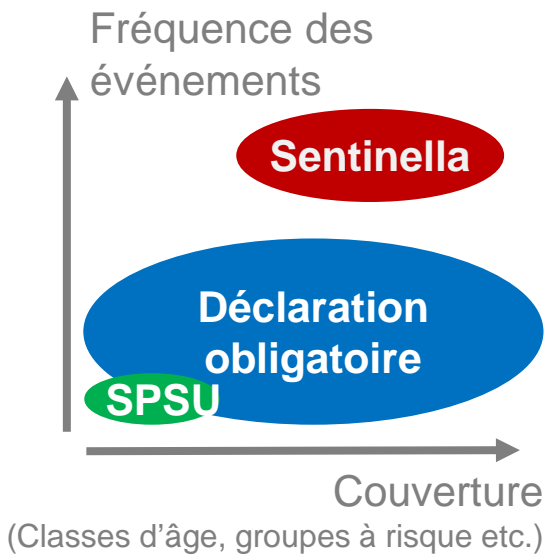 Fréquence des
événements
Sentinella
Déclaration
obligatoire
SPSU
Couverture
(Classes d'âge, groupes à risque etc.)